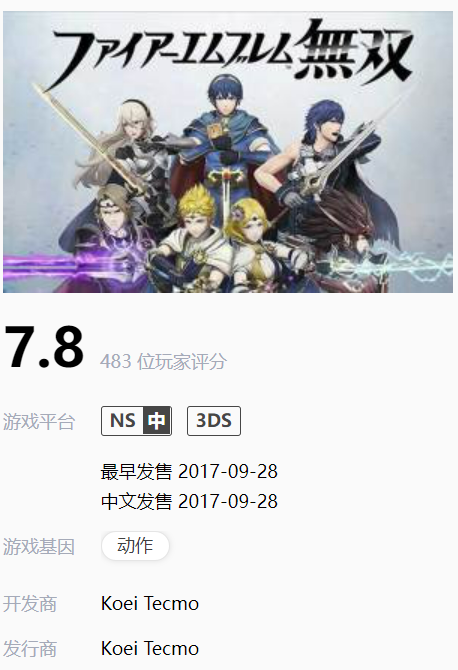 ファイアーエムブレム無双
7.8 483 位玩家评分
游戏平台 NS 中 3DS
最早发售 2017-09-28
中文发售 2017-09-28
游戏基因 动作
开发商 Koei Tecmo
发行商 Koei Tecmo